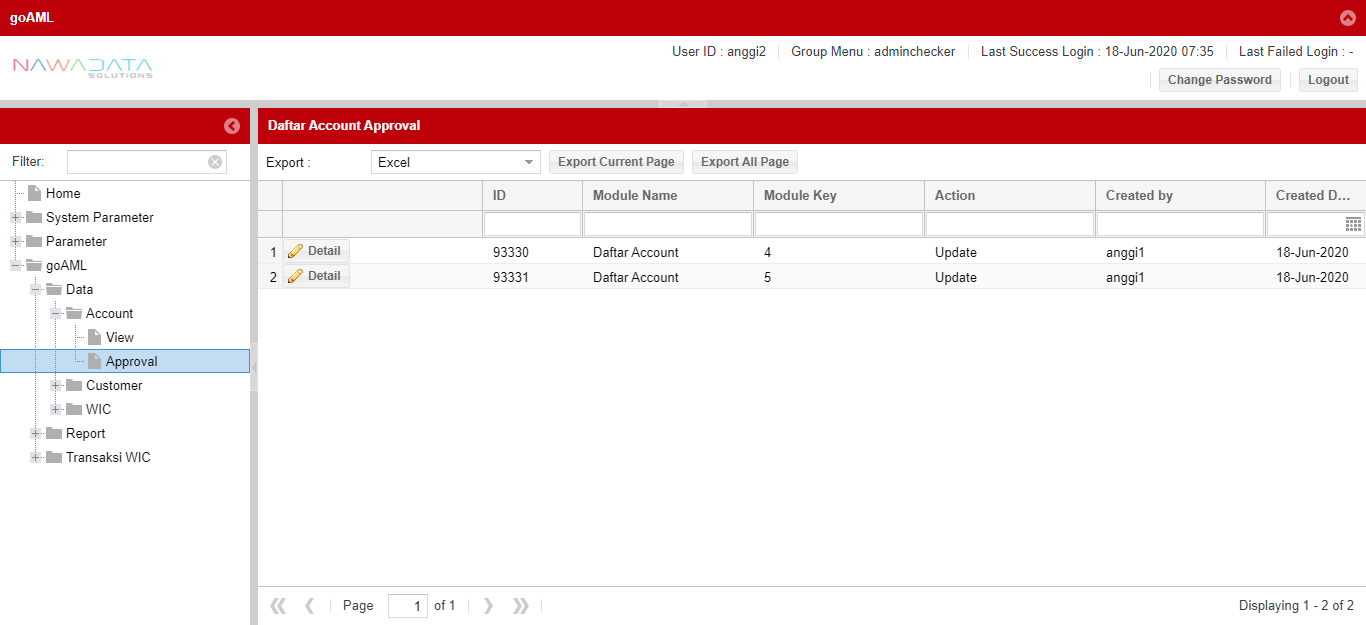 goAML
NAWADATA
SOLUTIONS
User ID : anggi2
Group Menu : adminchecker
Last Success Login : 18-Jun-2020 07:35
Last Failed Login : -
Change Password
Logout
Filter:
Home
System Parameter
Parameter
goAML
Data
Account
View
Approval
Customer
WIC
Report
Transaksi WIC
Daftar Account Approval
Export :
Excel
Export Current Page
Export All Page
ID Module Name Module Key Action Created by Created D...
1 Detail 93330 Daftar Account 4 Update anggi1 18-Jun-2020
2 Detail 93331 Daftar Account 5 Update anggi1 18-Jun-2020
Page 1 of 1
Displaying 1 - 2 of 2